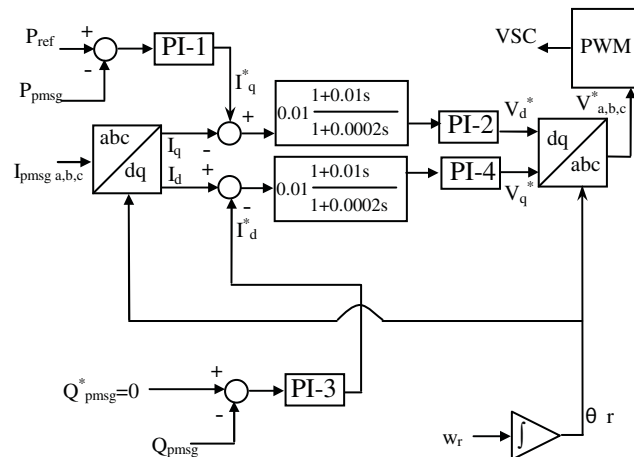 P_ref
+
-
P_pmsg
PI-1
I*_q
VSC
PWM
V*_a,b,c
abc
dq
I_pmsg a,b,c
I_q
I_d
+
-
+
-
I*_d
0.01 (1+0.01s)/(1+0.0002s)
0.01 (1+0.01s)/(1+0.0002s)
PI-2
PI-4
V_d*
V_q*
dq
abc
Q*_pmsg=0
+
-
Q_pmsg
PI-3
w_r
∫
θ r